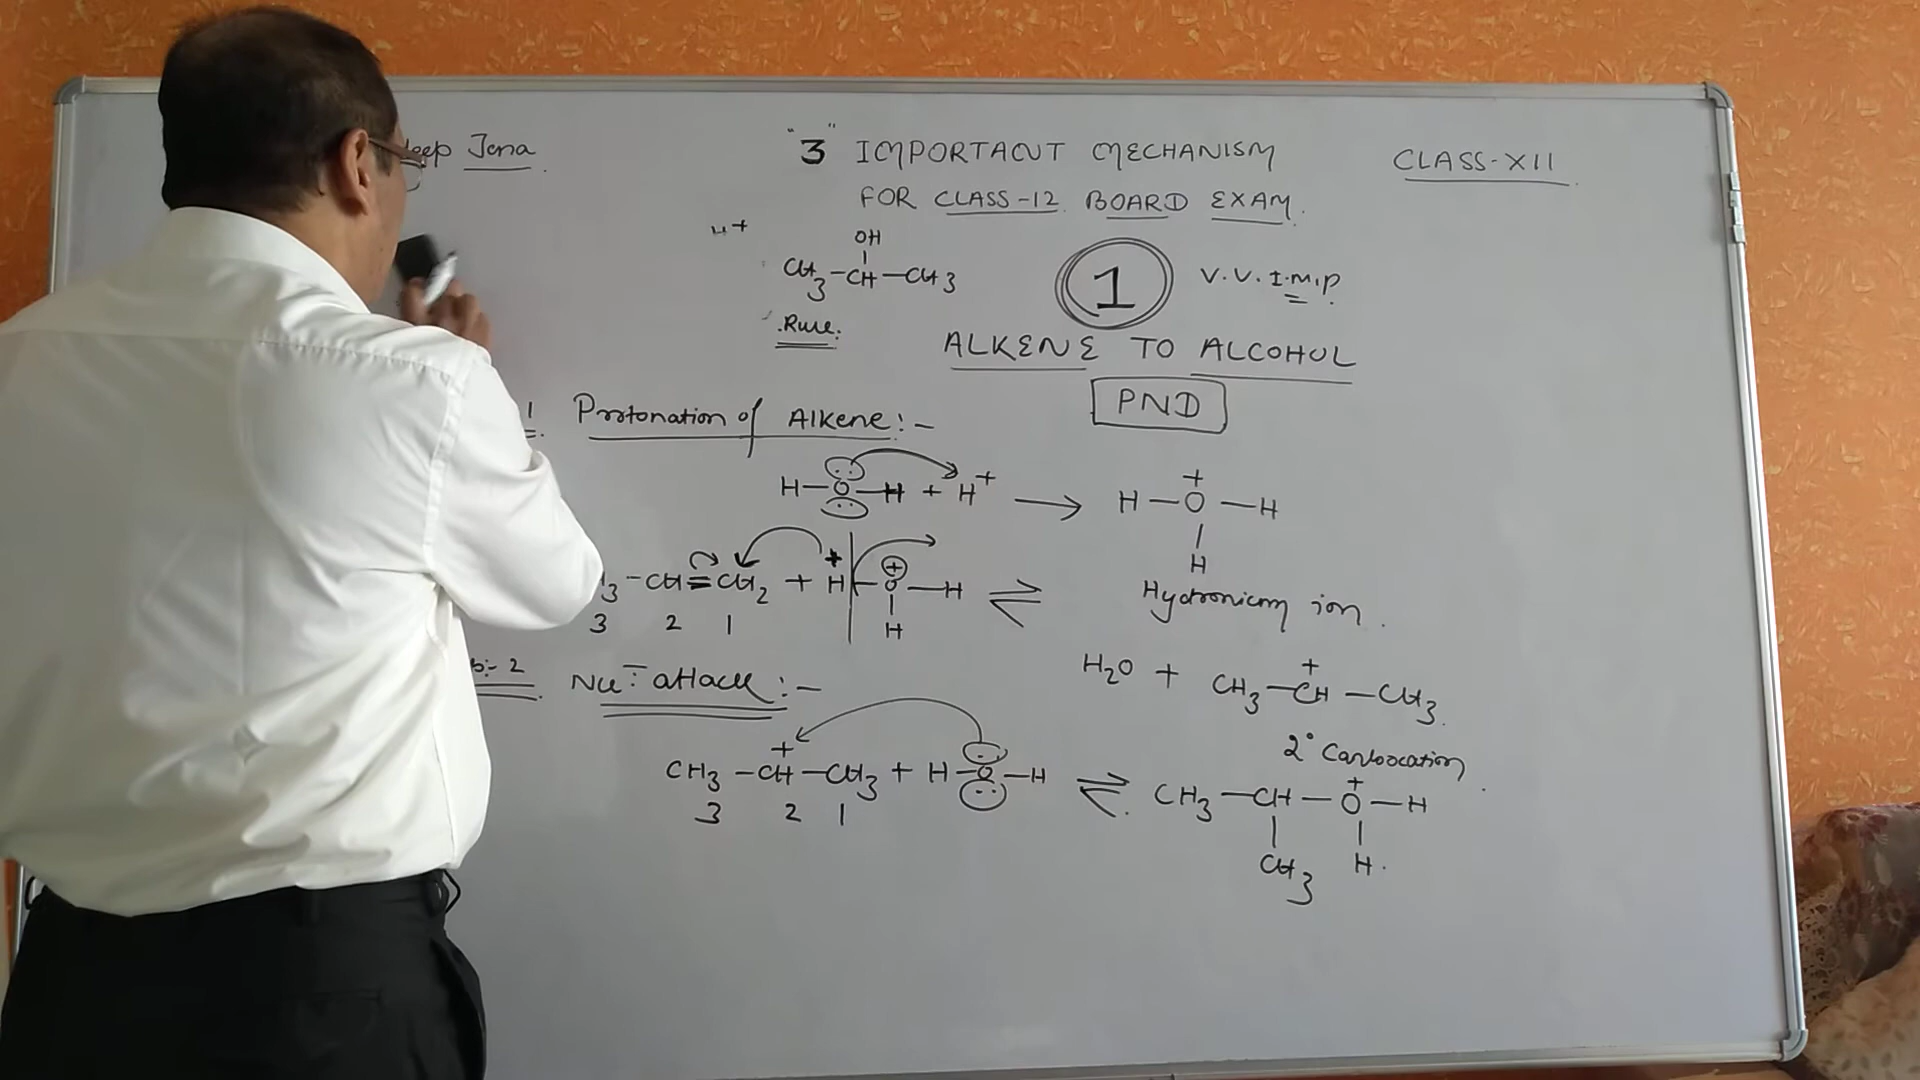 Jena
"3" IMPORTANT MECHANISM
CLASS-XII
FOR CLASS-12 BOARD EXAM.
H+
OH
CH3-CH-CH3
1
V.V.I.M.P
Rule.
ALKENE TO ALCOHOL
PND
1. Protonation of Alkene:-
H-O-H + H+ → H-O+-H
H
Hydronium ion.
3-CH=CH2 + H+-O⊕-H ⇌
H
3 2 1
H2O + CH3-CH+-CH3.
2° Carbocation
:- 2. Nu:¯ attack:-
CH3-CH+-CH3 + H-O-H ⇌ CH3-CH-O+-H
3 2 1
CH3 H.